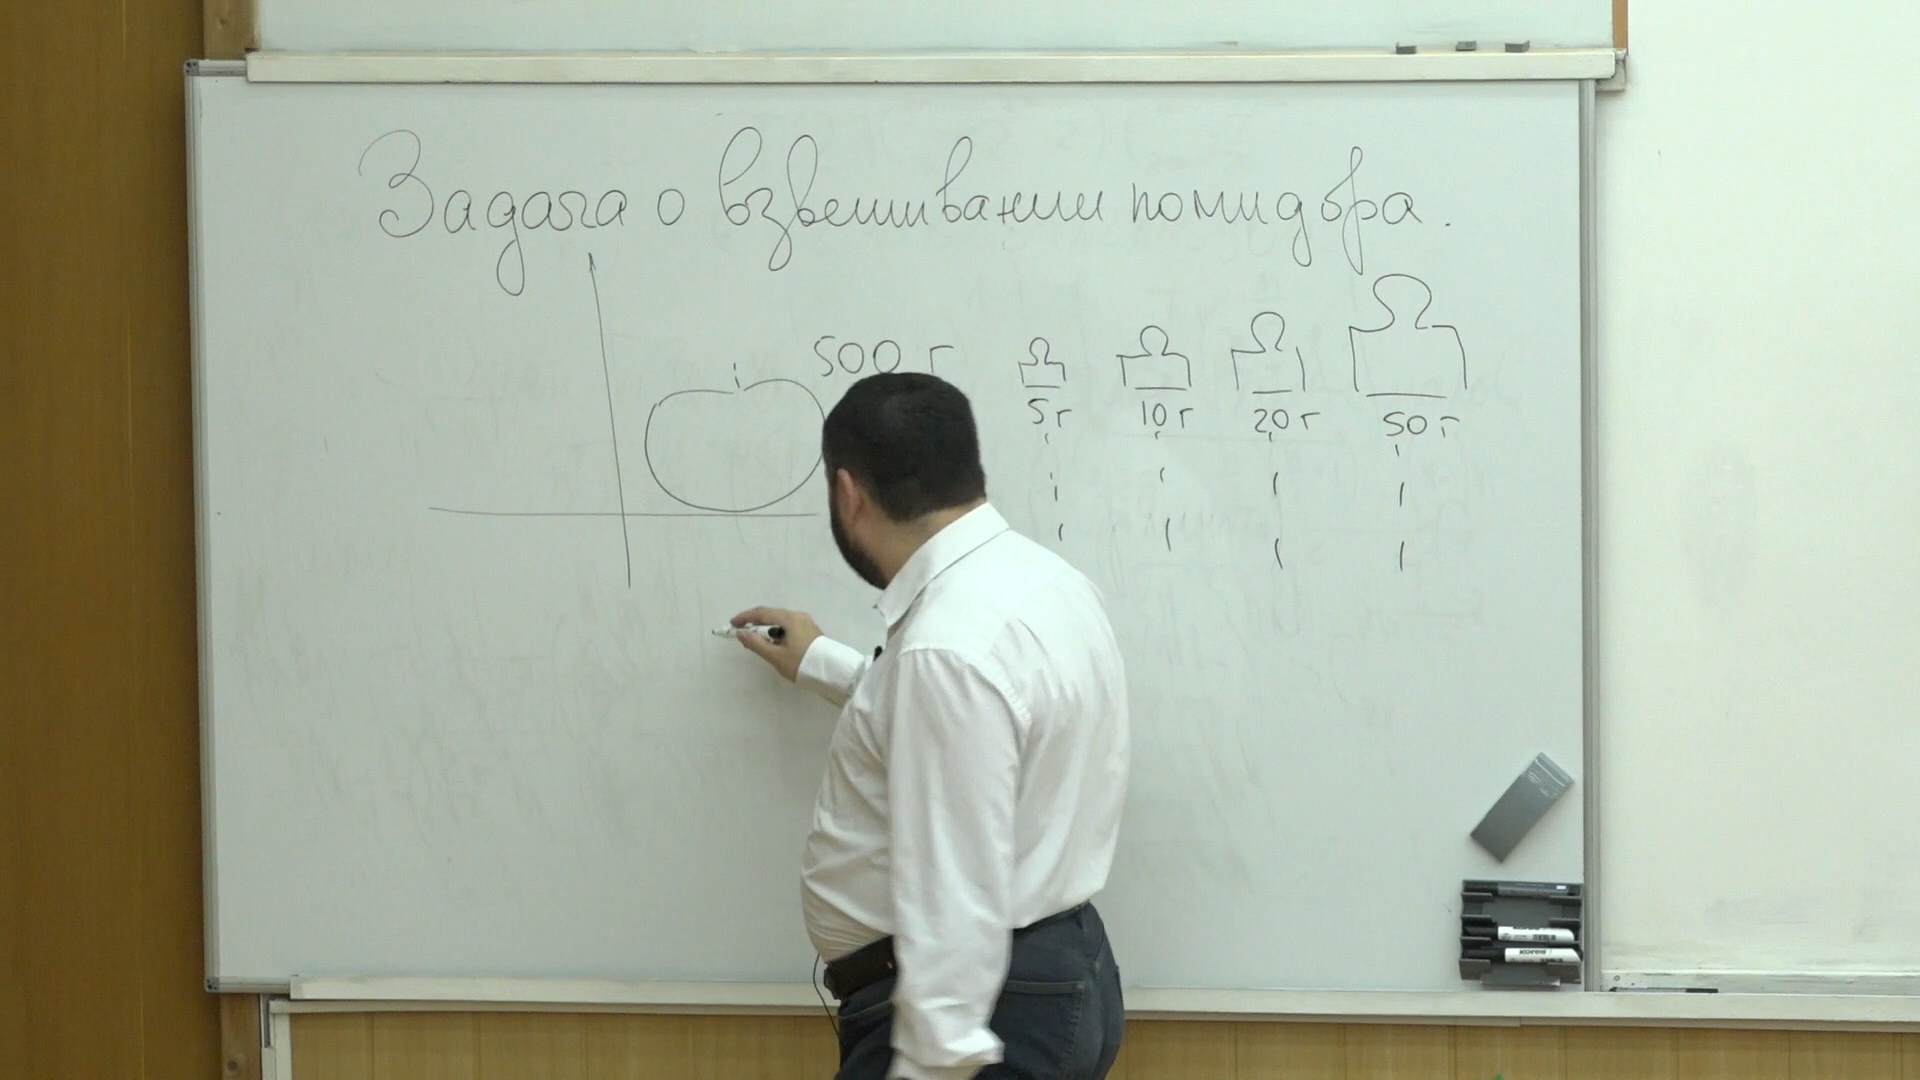 Задача о взвешивании помидора.
500 г
5 г 10 г 20 г 50 г